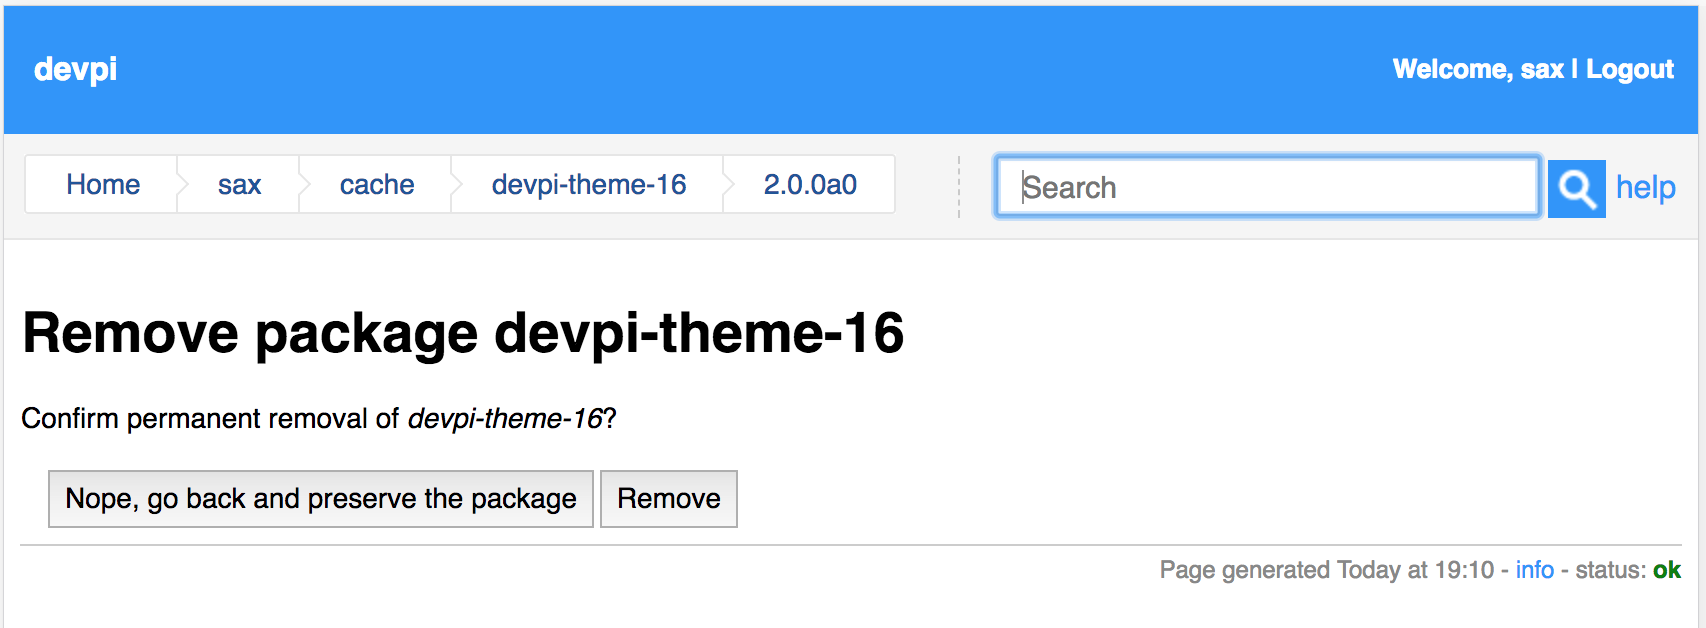 devpi
Welcome, sax | Logout
Home sax cache devpi-theme-16 2.0.0a0
Search
help
Remove package devpi-theme-16
Confirm permanent removal of devpi-theme-16?
Nope, go back and preserve the package Remove
Page generated Today at 19:10 - info - status: ok